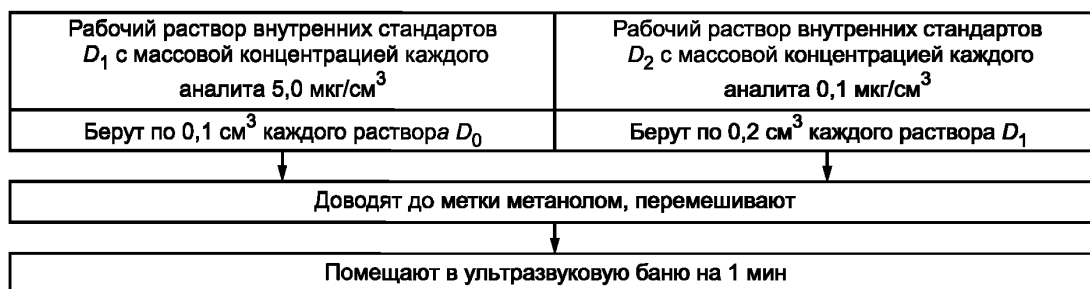 Рабочий раствор внутренних стандартов
D₁ с массовой концентрацией каждого
аналита 5,0 мкг/см³
Рабочий раствор внутренних стандартов
D₂ с массовой концентрацией каждого
аналита 0,1 мкг/см³
Берут по 0,1 см³ каждого раствора D₀
Берут по 0,2 см³ каждого раствора D₁
Доводят до метки метанолом, перемешивают
Помещают в ультразвуковую баню на 1 мин